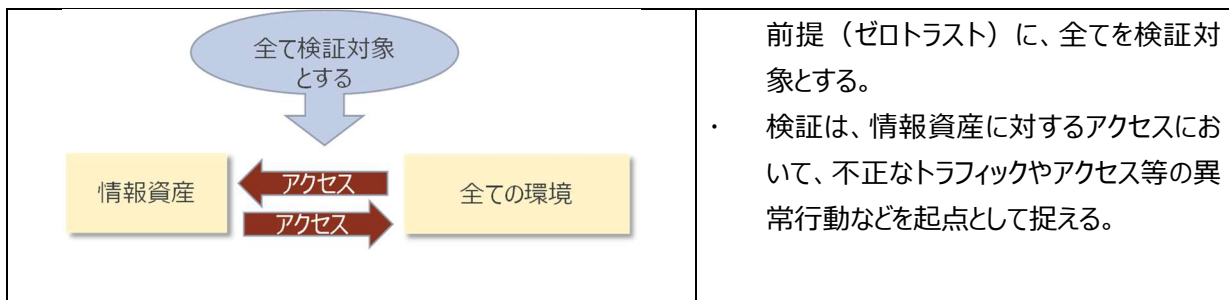 全て検証対象
とする
情報資産
アクセス
アクセス
全ての環境
前提（ゼロトラスト）に、全てを検証対
象とする。
・ 検証は、情報資産に対するアクセスにお
いて、不正なトラフィックやアクセス等の異
常行動などを起点として捉える。